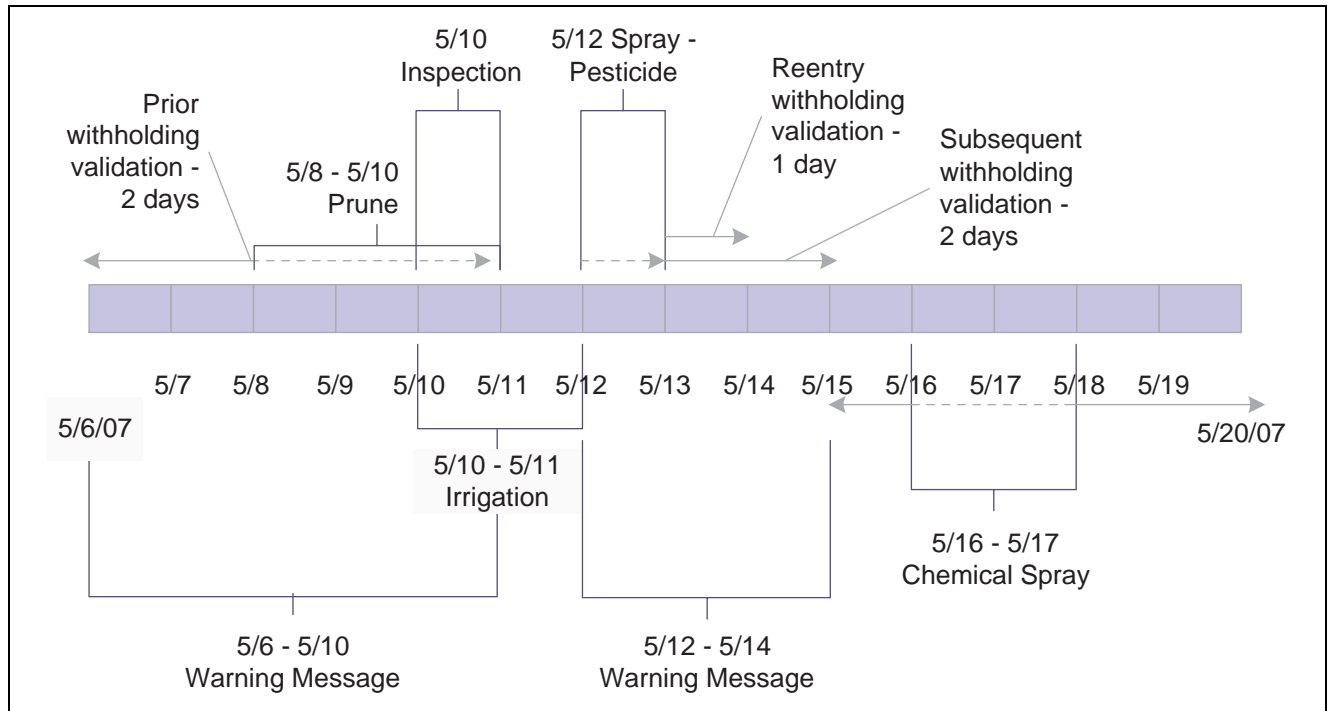 5/10
Inspection
5/12 Spray -
Pesticide
Reentry
withholding
validation -
1 day
Prior
withholding
validation -
2 days
5/8 - 5/10
Prune
Subsequent
withholding
validation -
2 days
5/7
5/8
5/9
5/10
5/11
5/12
5/13
5/14
5/15
5/16
5/17
5/18
5/19
5/6/07
5/20/07
5/10 - 5/11
Irrigation
5/16 - 5/17
Chemical Spray
5/6 - 5/10
Warning Message
5/12 - 5/14
Warning Message